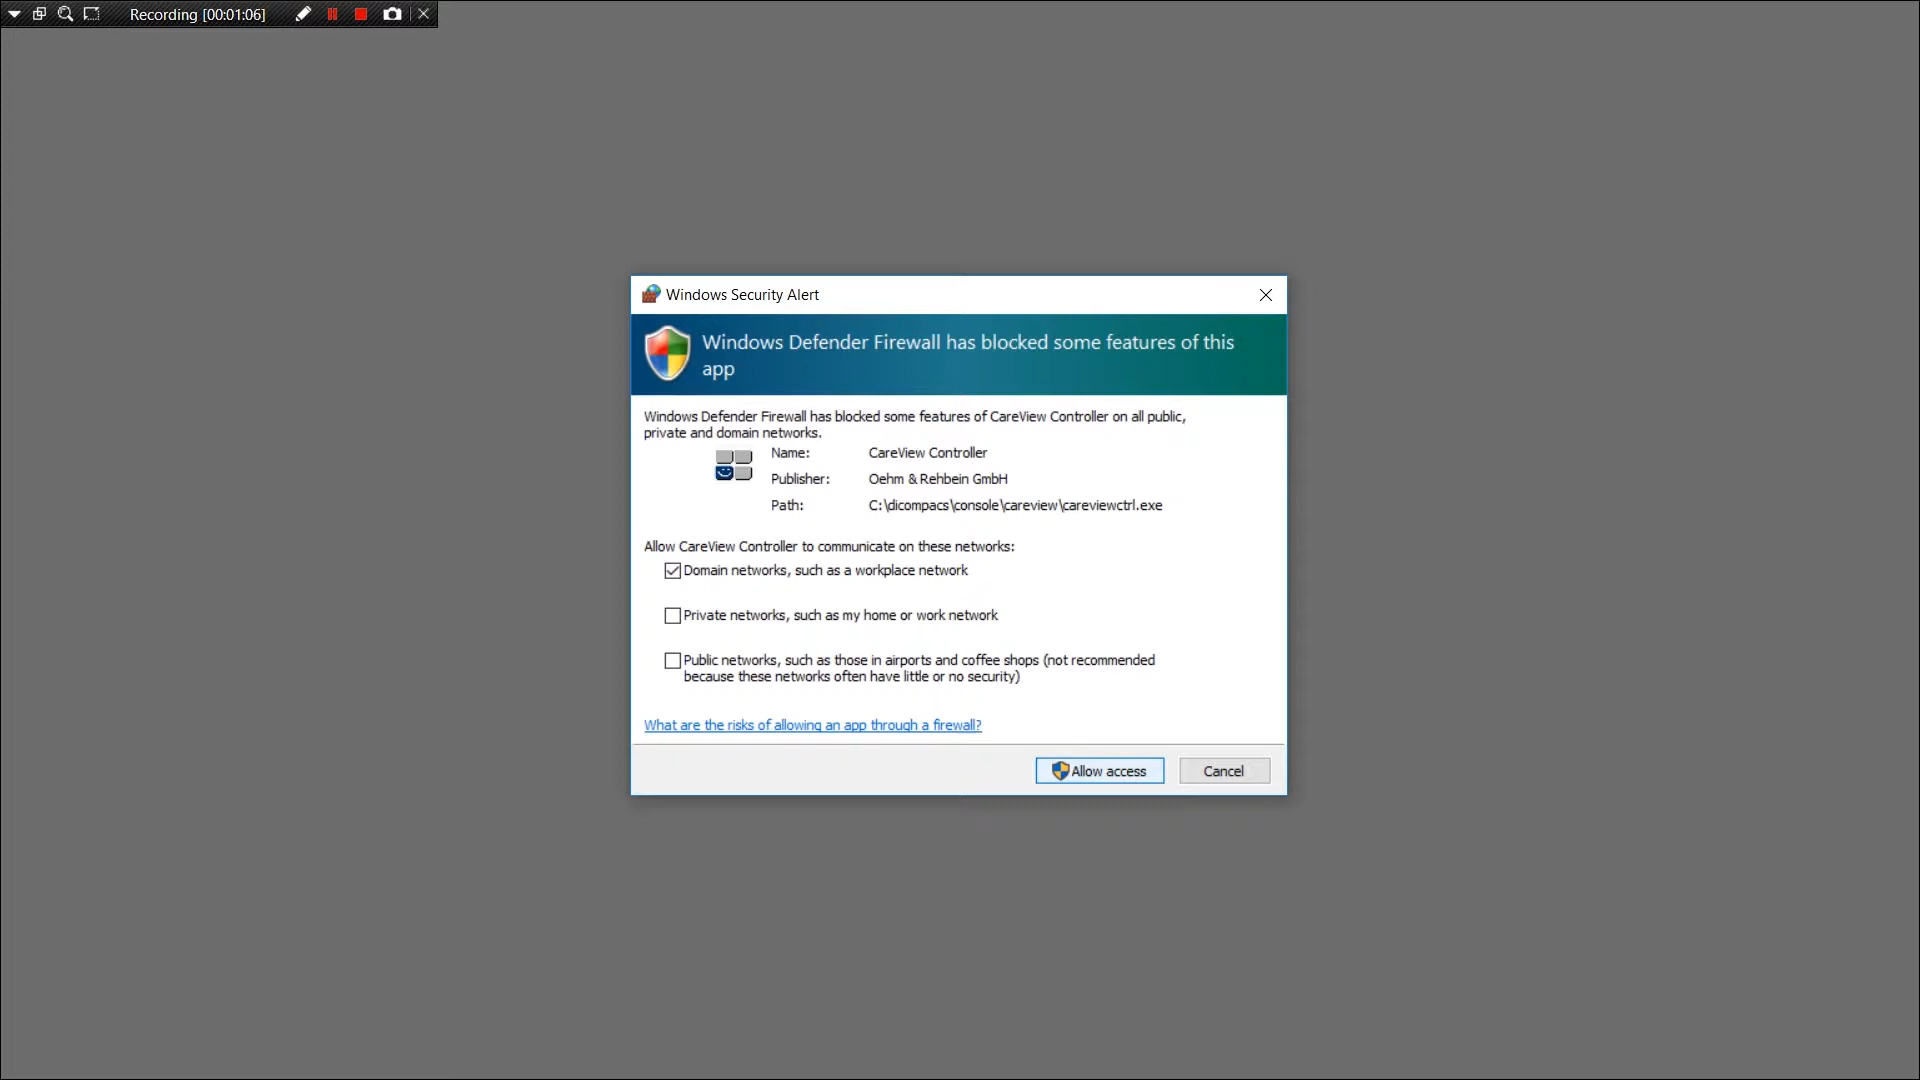 Recording [00:01:06]
Windows Security Alert
Windows Defender Firewall has blocked some features of this
app
Windows Defender Firewall has blocked some features of CareView Controller on all public,
private and domain networks.
Name: CareView Controller
Publisher: Oehm & Rehbein GmbH
Path: C:\dicompacs\console\careview\careviewctrl.exe
Allow CareView Controller to communicate on these networks:
Domain networks, such as a workplace network
Private networks, such as my home or work network
Public networks, such as those in airports and coffee shops (not recommended
because these networks often have little or no security)
What are the risks of allowing an app through a firewall?
Allow access Cancel